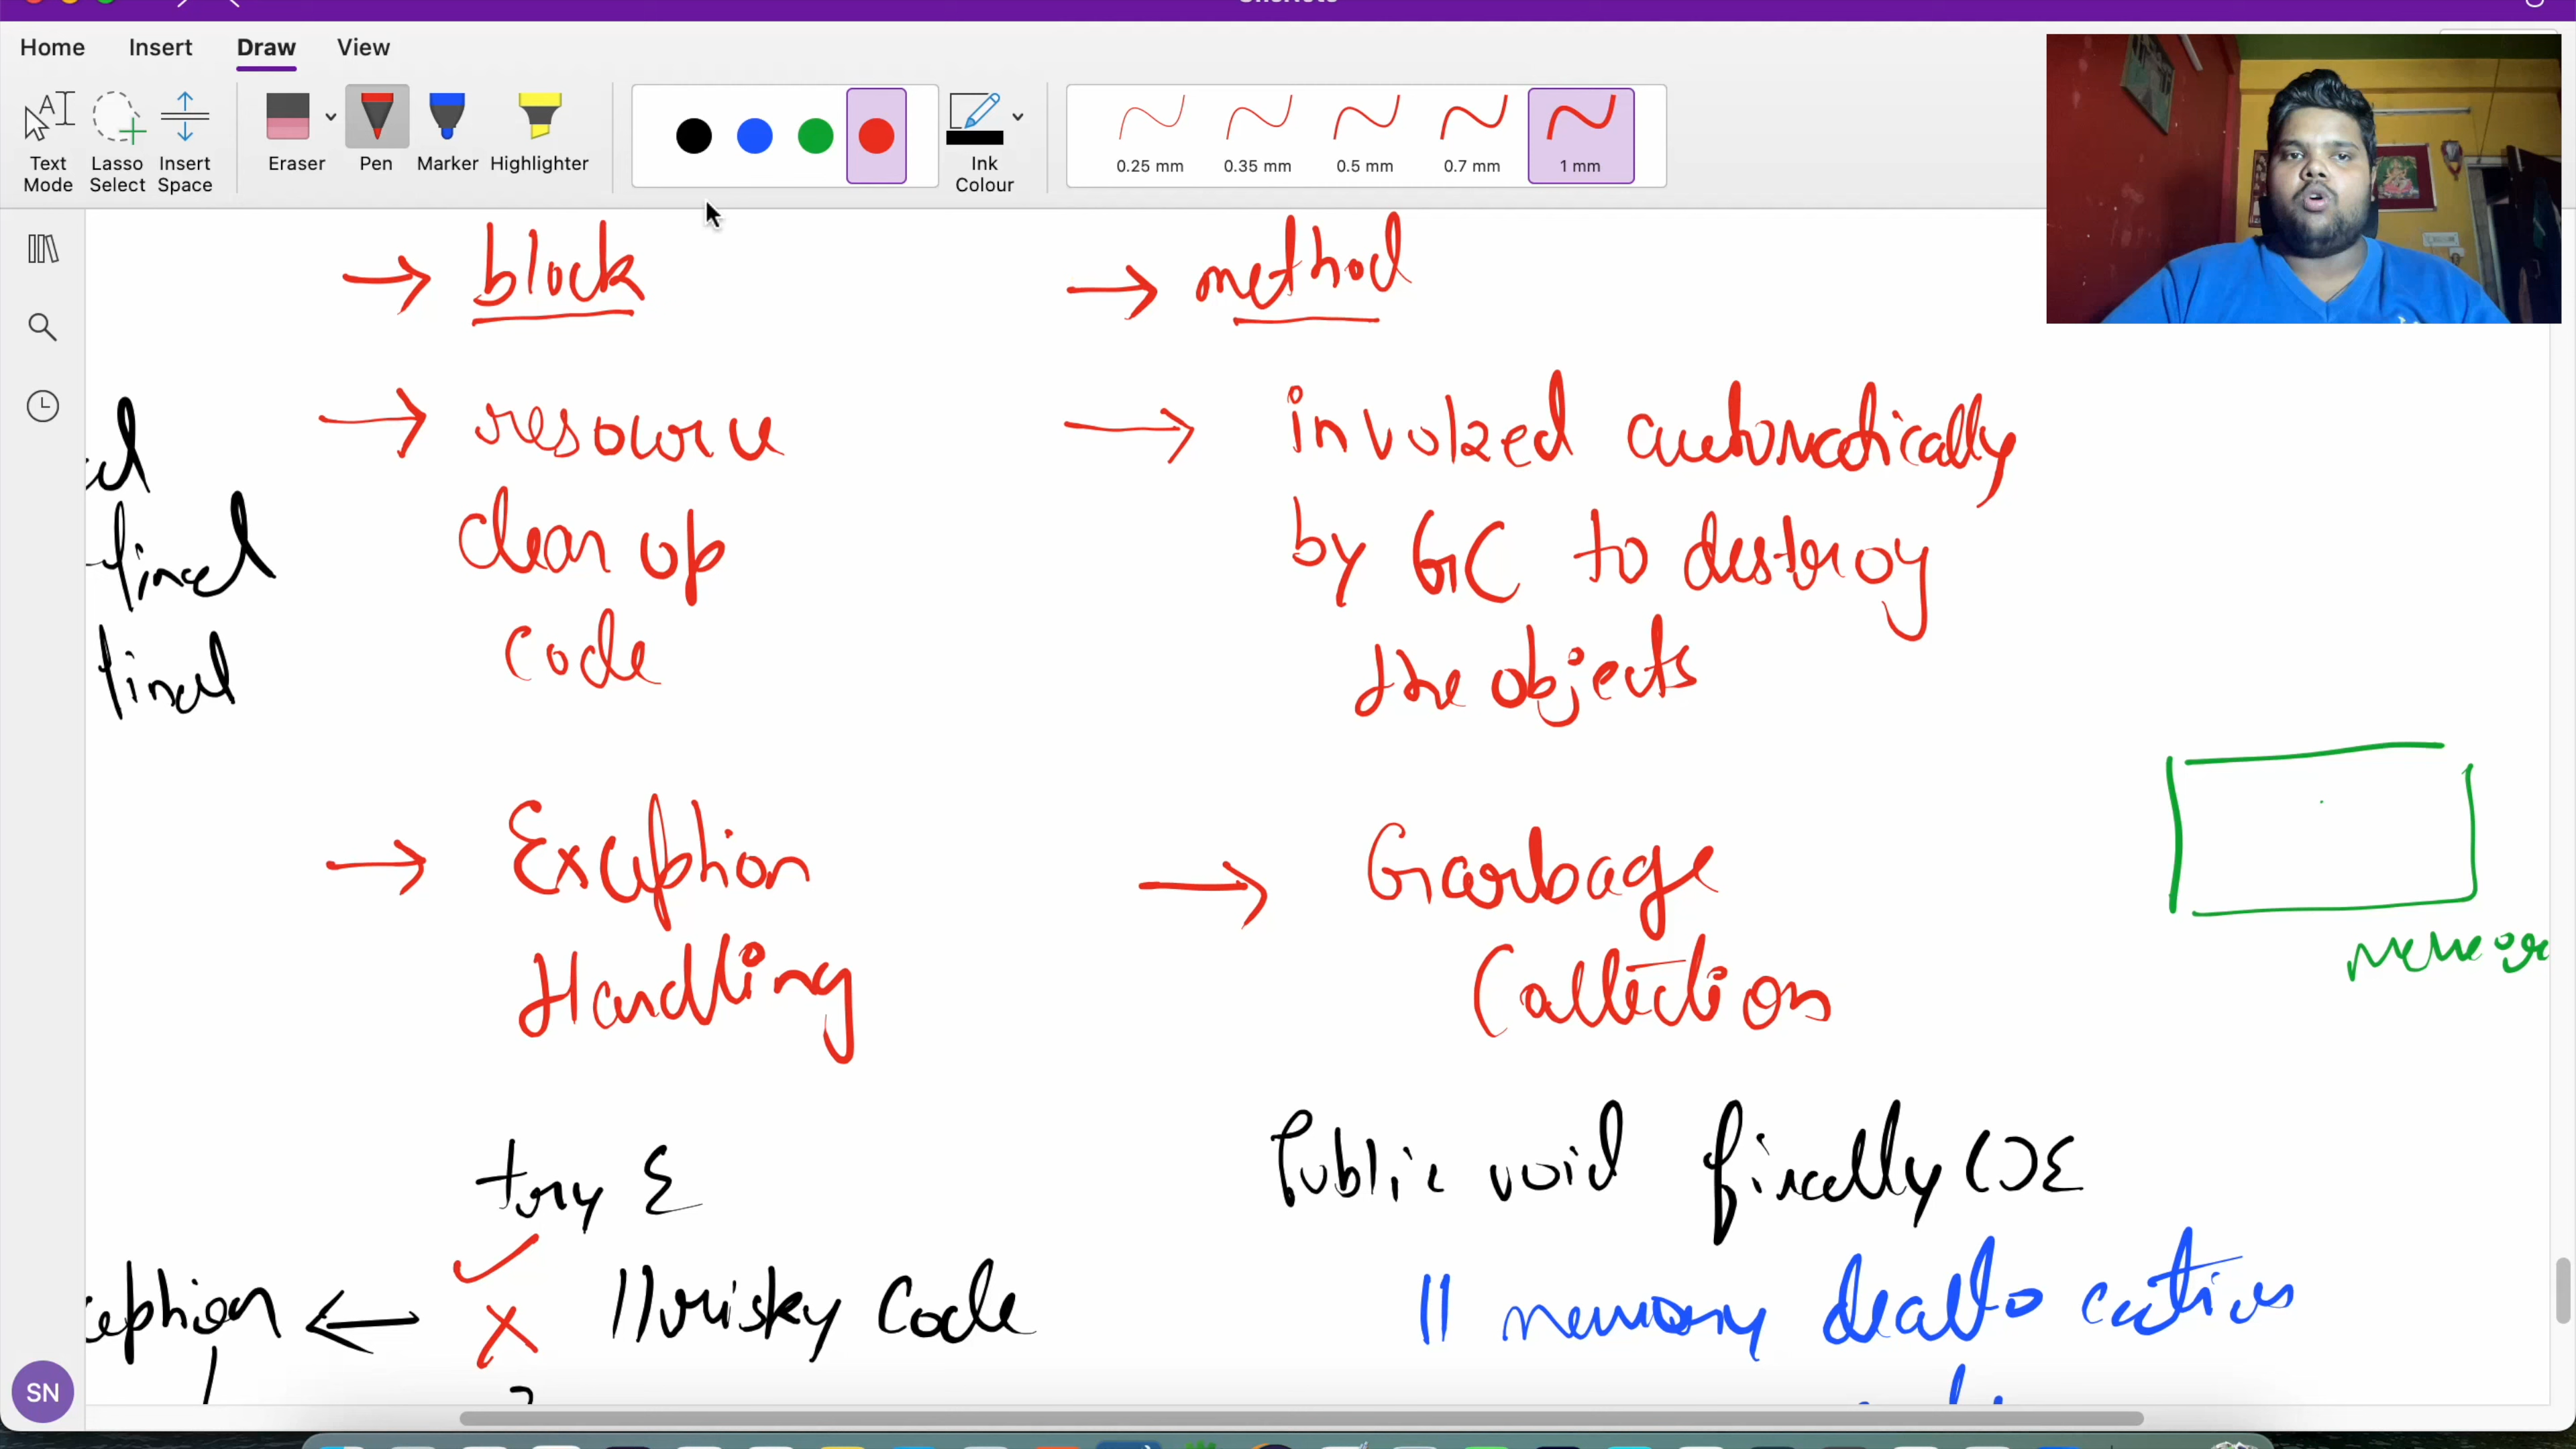 Home Insert Draw View
Text Mode
Lasso Select
Insert Space
Eraser
Pen
Marker
Highlighter
Ink Colour
0.25 mm
0.35 mm
0.5 mm
0.7 mm
1 mm
→ block
→ resource
clean up
code
→ Exception
Handling
try {
//risky Code
→ method
→ invoked automatically
by GC to destroy
the objects
→ Garbage
Collection
Public void finally () {
// memory deallocation
final
final
ception ←
SN